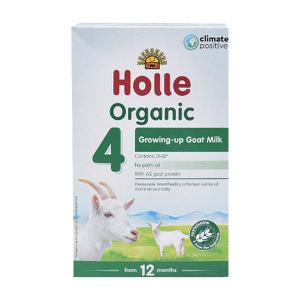 climate
positive
Holle
Organic
4
Growing-up Goat Milk
Contains DHA*
No palm oil
With A2 goat protein
from 12 months